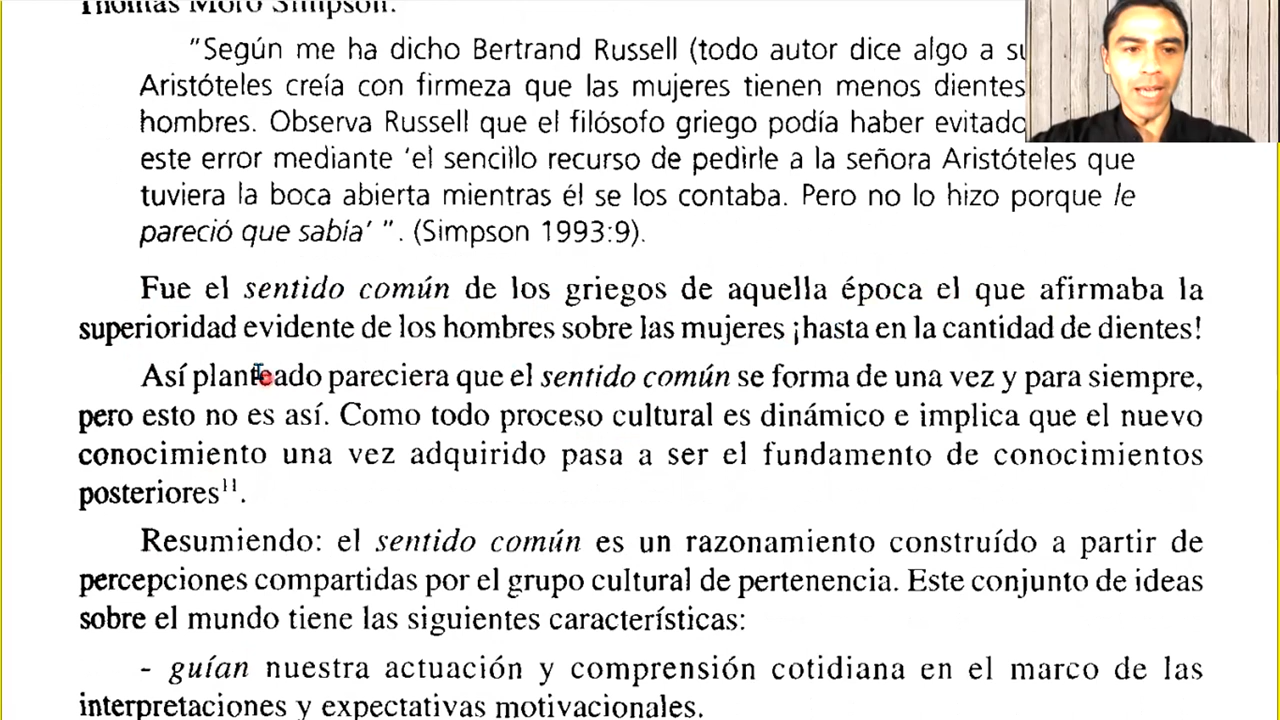 Thomas Moro Simpson:
"Según me ha dicho Bertrand Russell (todo autor dice algo a su
Aristóteles creía con firmeza que las mujeres tienen menos dientes
hombres. Observa Russell que el filósofo griego podía haber evitado
este error mediante 'el sencillo recurso de pedirle a la señora Aristóteles que
tuviera la boca abierta mientras él se los contaba. Pero no lo hizo porque le
pareció que sabía' ". (Simpson 1993:9).
Fue el sentido común de los griegos de aquella época el que afirmaba la
superioridad evidente de los hombres sobre las mujeres ¡hasta en la cantidad de dientes!
Así planteado pareciera que el sentido común se forma de una vez y para siempre,
pero esto no es así. Como todo proceso cultural es dinámico e implica que el nuevo
conocimiento una vez adquirido pasa a ser el fundamento de conocimientos
posteriores¹¹.
Resumiendo: el sentido común es un razonamiento construído a partir de
percepciones compartidas por el grupo cultural de pertenencia. Este conjunto de ideas
sobre el mundo tiene las siguientes características:
- guían nuestra actuación y comprensión cotidiana en el marco de las
interpretaciones y expectativas motivacionales.